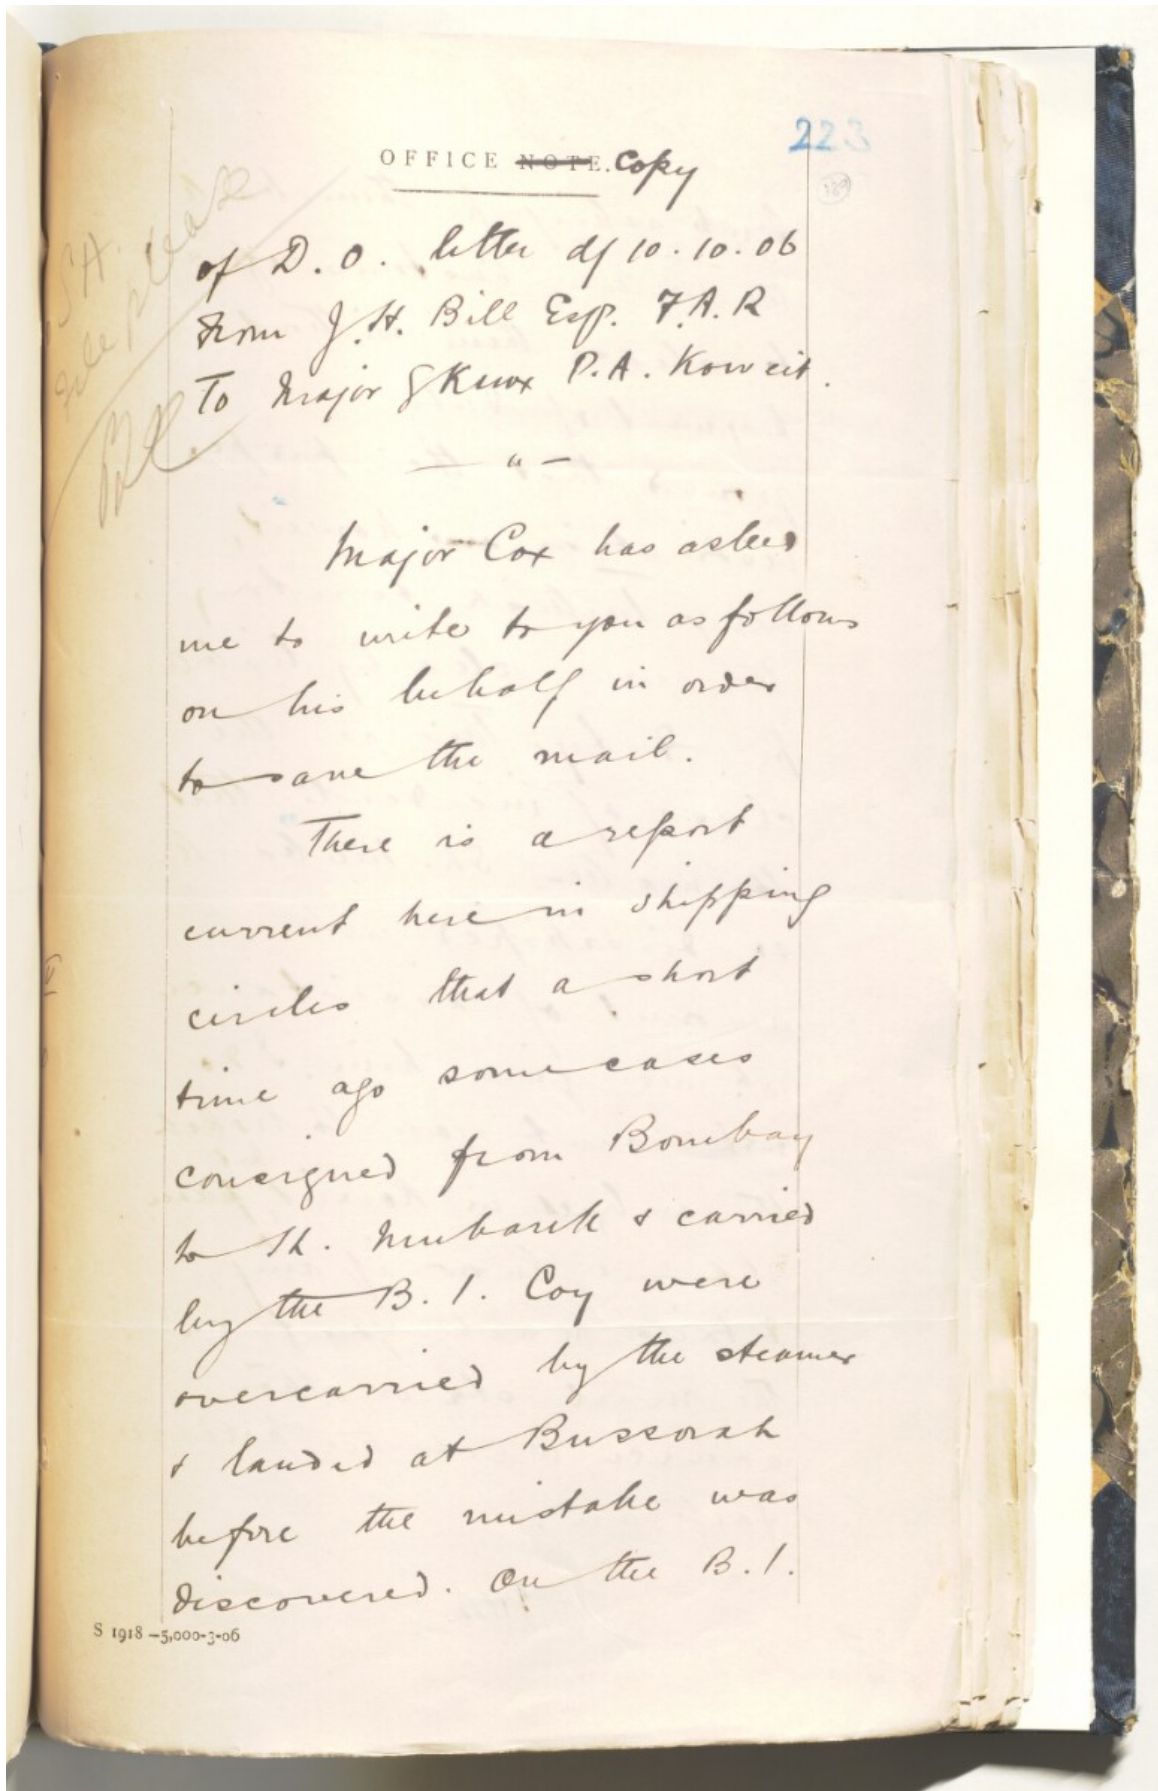 223
OFFICE NOTE. Copy
189
of D.O. letter d/ 10.10.06
From J.H. Bill Esq. F.A.R
To Major S Knox P.A. Koweit.
— " —
Major Cox has asked
me to write to you as follows
on his behalf in order
to save the mail.
There is a report
current here in shipping
circles that a short
time ago some cases
consigned from Bombay
to Sh. Mubarek & carried
by the B.I. Coy were
overcarried by the steamer
& landed at Bussorah
before the mistake was
discovered. On the B.I.
S 1918—5,000-3-06
file please